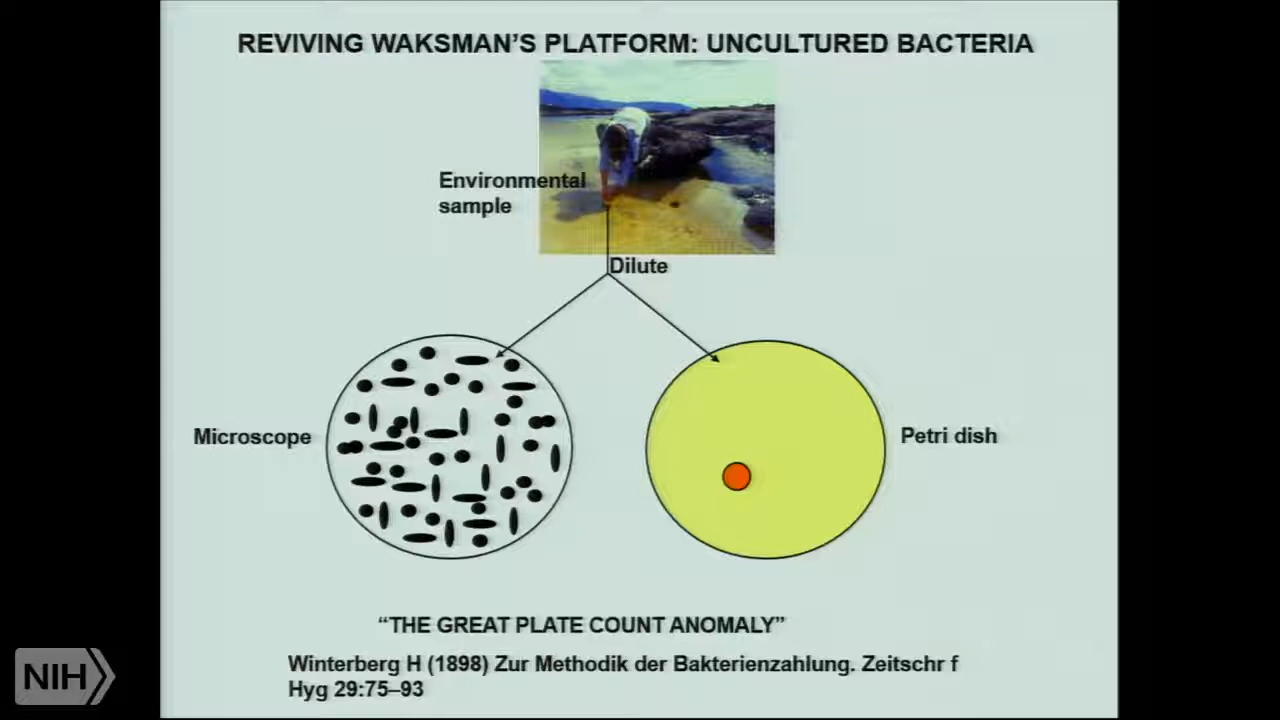 REVIVING WAKSMAN'S PLATFORM: UNCULTURED BACTERIA
Environmental
sample
Dilute
Microscope
Petri dish
“THE GREAT PLATE COUNT ANOMALY”
Winterberg H (1898) Zur Methodik der Bakterienzahlung. Zeitschr f
Hyg 29:75–93
NIH